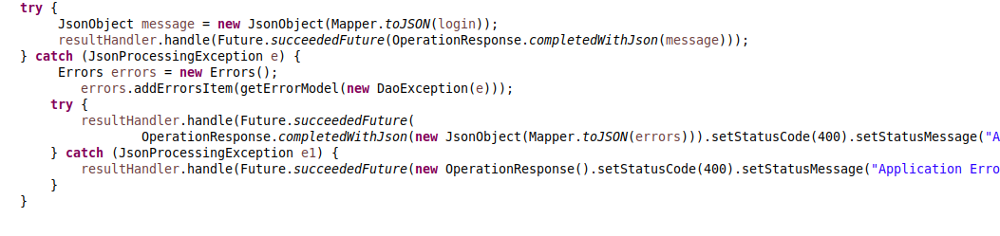 try {
JsonObject message = new JsonObject(Mapper.toJSON(login));
resultHandler.handle(Future.succeededFuture(OperationResponse.completedWithJson(message)));
} catch (JsonProcessingException e) {
Errors errors = new Errors();
errors.addErrorsItem(getErrorModel(new DaoException(e)));
try {
resultHandler.handle(Future.succeededFuture(
OperationResponse.completedWithJson(new JsonObject(Mapper.toJSON(errors))).setStatusCode(400).setStatusMessage("A
} catch (JsonProcessingException e1) {
resultHandler.handle(Future.succeededFuture(new OperationResponse().setStatusCode(400).setStatusMessage("Application Erro
}
}